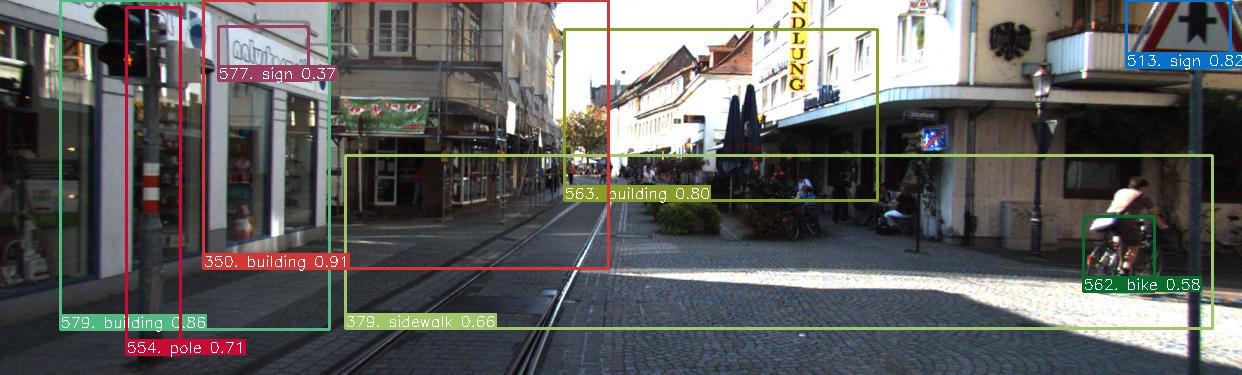 NDLUNG
577. sign 0.37
513. sign 0.82
563. building 0.80
350. building 0.91
562. bike 0.58
579. building 0.86
379. sidewalk 0.66
554. pole 0.71